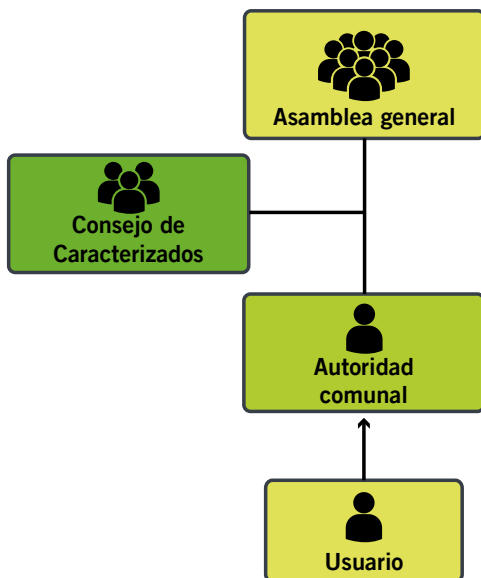 Asamblea general
Consejo de
Caracterizados
Autoridad
comunal
Usuario